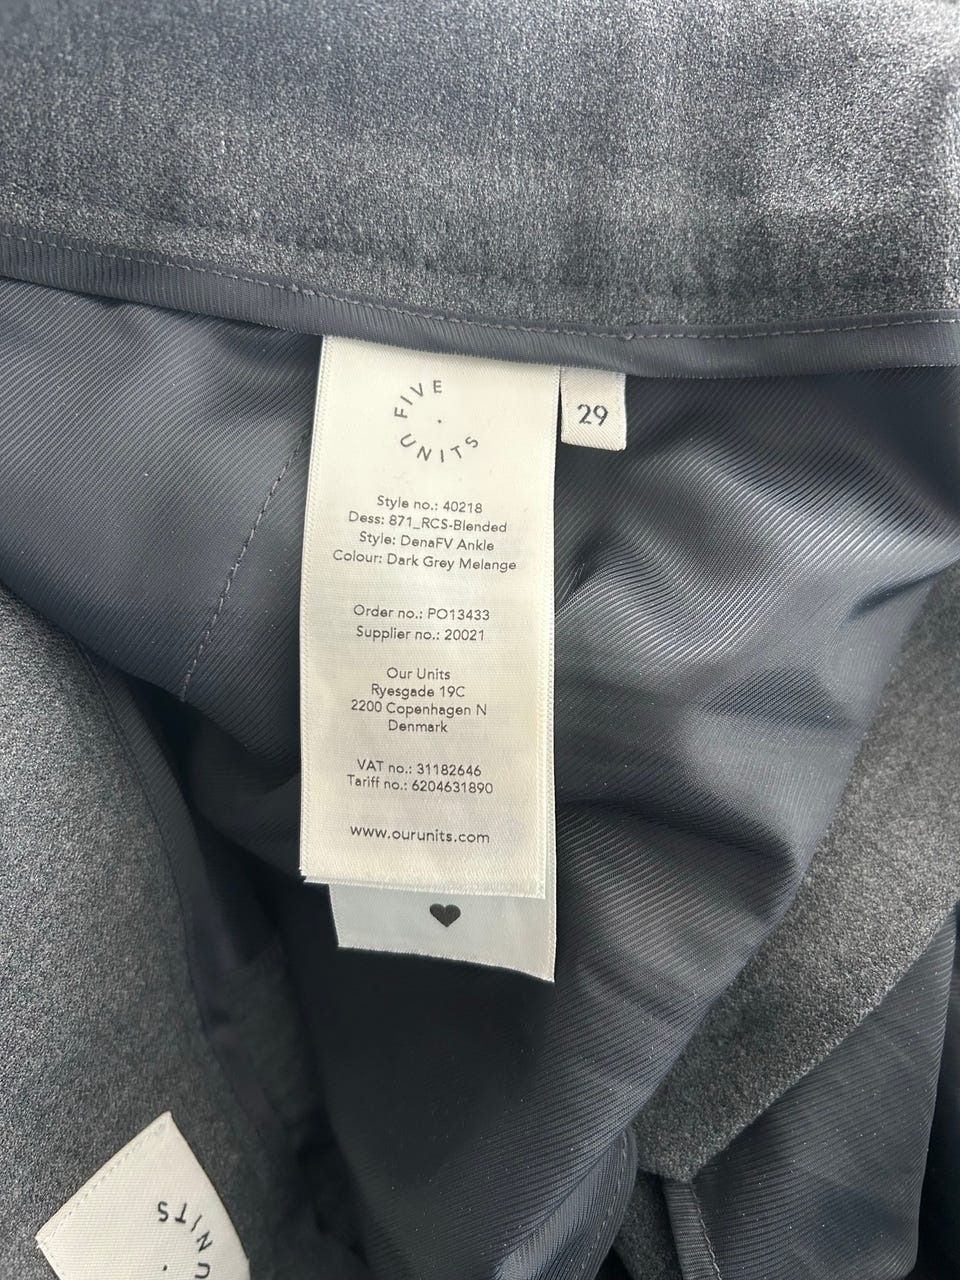 FIVE
UNITS
29
Style no.: 40218
Dess: 871_RCS-Blended
Style: DenaFV Ankle
Colour: Dark Grey Melange
Order no.: PO13433
Supplier no.: 20021
Our Units
Ryesgade 19C
2200 Copenhagen N
Denmark
VAT no.: 31182646
Tariff no.: 6204631890
www.ourunits.com
UNITS